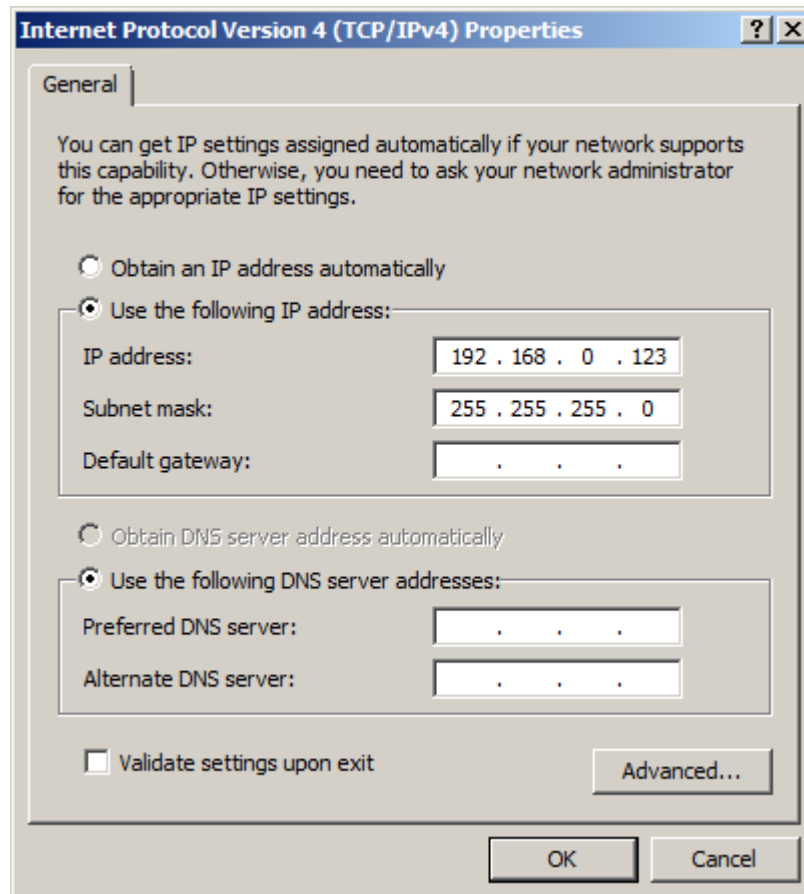 Internet Protocol Version 4 (TCP/IPv4) Properties
General
You can get IP settings assigned automatically if your network supports
this capability. Otherwise, you need to ask your network administrator
for the appropriate IP settings.
Obtain an IP address automatically
Use the following IP address:
IP address: 192 . 168 . 0 . 123
Subnet mask: 255 . 255 . 255 . 0
Default gateway: . . .
Obtain DNS server address automatically
Use the following DNS server addresses:
Preferred DNS server: . . .
Alternate DNS server: . . .
Validate settings upon exit
Advanced...
OK Cancel